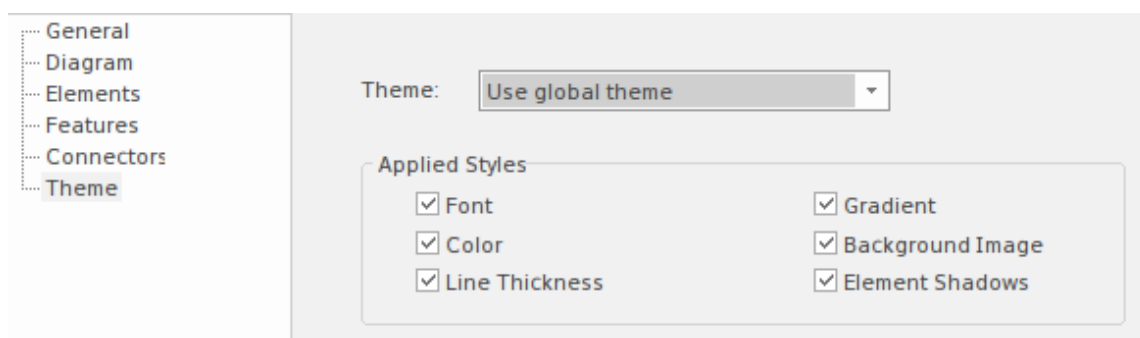 General
Diagram
Elements
Features
Connectors
Theme
Theme: Use global theme
Applied Styles
Font
Gradient
Color
Background Image
Line Thickness
Element Shadows